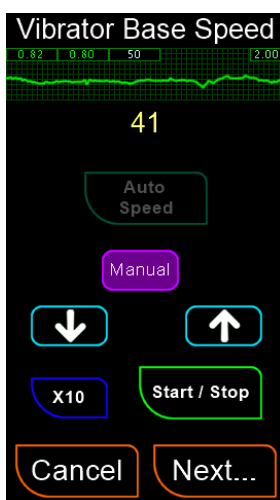 Vibrator Base Speed
0.82 0.80 50 2.00
41
Auto
Speed
Manual
X10 Start / Stop
Cancel Next...